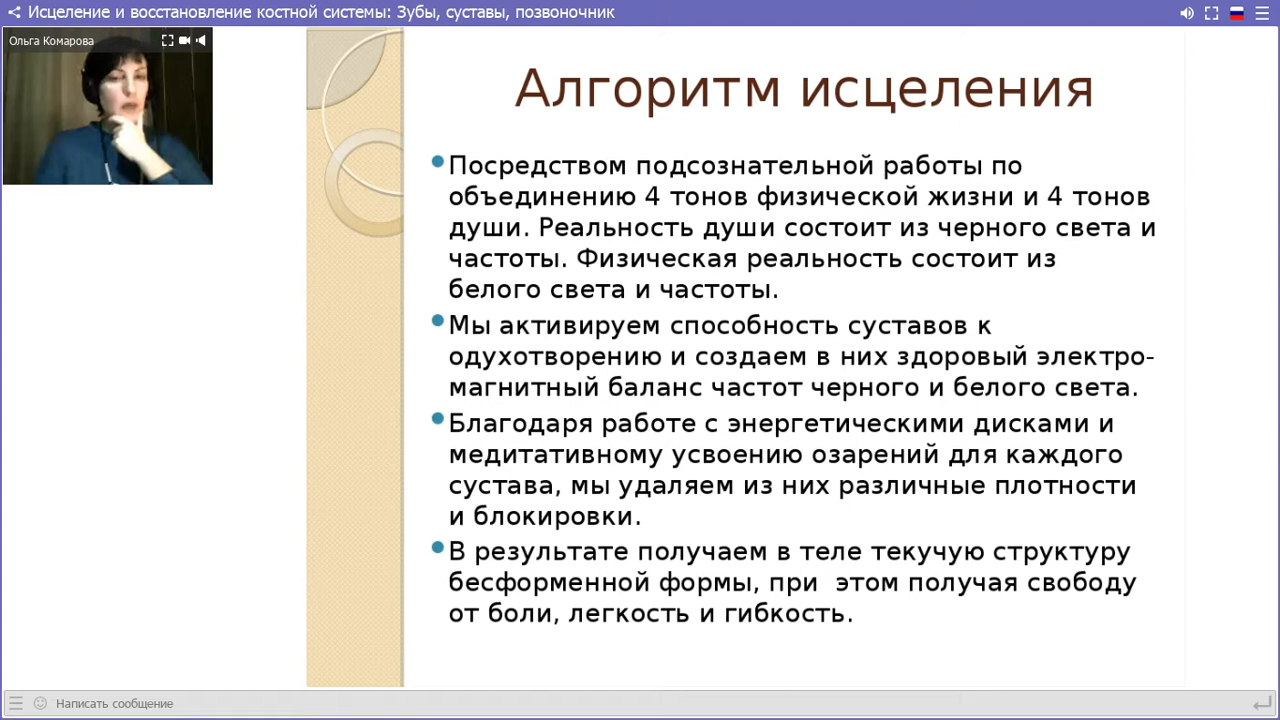 Исцеление и восстановление костной системы: Зубы, суставы, позвоночник
Ольга Комарова
Алгоритм исцеления
Посредством подсознательной работы по
объединению 4 тонов физической жизни и 4 тонов
души. Реальность души состоит из черного света и
частоты. Физическая реальность состоит из
белого света и частоты.
Мы активируем способность суставов к
одухотворению и создаем в них здоровый электро-
магнитный баланс частот черного и белого света.
Благодаря работе с энергетическими дисками и
медитативному усвоению озарений для каждого
сустава, мы удаляем из них различные плотности
и блокировки.
В результате получаем в теле текучую структуру
бесформенной формы, при  этом получая свободу
от боли, легкость и гибкость.
Написать сообщение